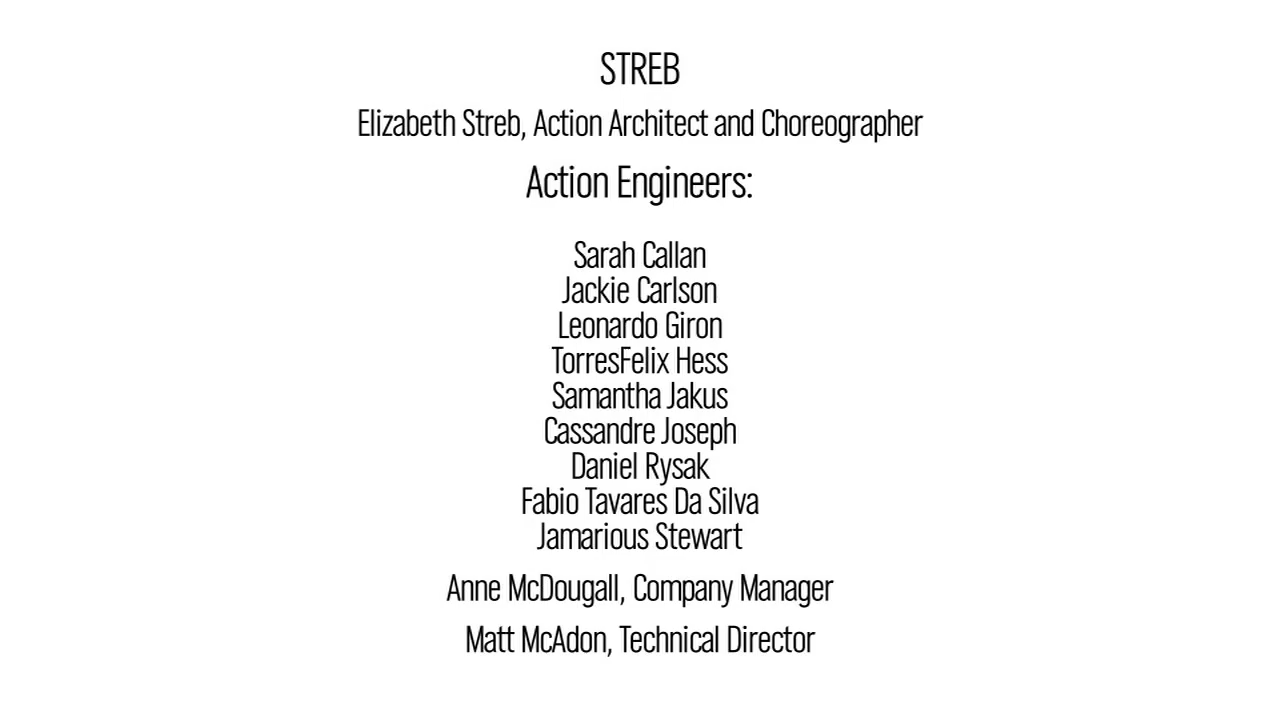 STREB
Elizabeth Streb, Action Architect and Choreographer
Action Engineers:
Sarah Callan
Jackie Carlson
Leonardo Giron
TorresFelix Hess
Samantha Jakus
Cassandre Joseph
Daniel Rysak
Fabio Tavares Da Silva
Jamarious Stewart
Anne McDougall, Company Manager
Matt McAdon, Technical Director